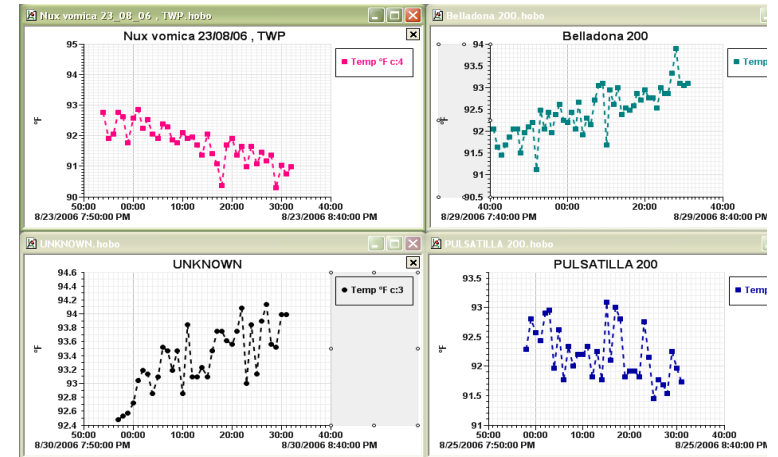 Nux vomica 23_08_06 , TWP.hobo
Nux vomica 23/08/06 , TWP
Temp °F c:4
°F
95
94
93
92
91
90
50:00 00:00 10:00 20:00 30:00 40:00
8/23/2006 7:50:00 PM 8/23/2006 8:40:00 PM
Belladona 200.hobo
Belladona 200
Temp
°F
94
93.5
93
92.5
92
91.5
91
90.5
40:00 00:00 20:00 40:00
8/29/2006 7:40:00 PM 8/29/2006 8:40:00 PM
UNKNOWN.hobo
UNKNOWN
Temp °F c:3
°F
94.6
94.4
94.2
94
93.8
93.6
93.4
93.2
93
92.8
92.6
92.4
50:00 00:00 10:00 20:00 30:00 40:00
8/30/2006 7:50:00 PM 8/30/2006 8:40:00 PM
PULSATILLA 200.hobo
PULSATILLA 200
Temp
°F
93.5
93
92.5
92
91.5
91
50:00 00:00 10:00 20:00 30:00 40:00
8/25/2006 7:50:00 PM 8/25/2006 8:40:00 PM